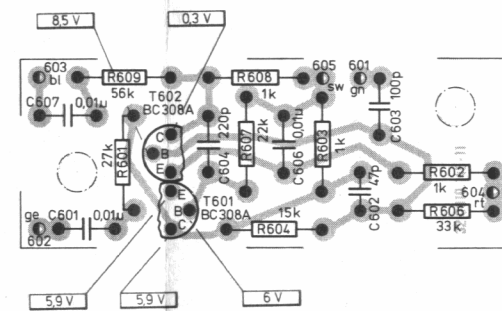 8,5 V
0,3 V
603
bl
R609
56k
T602
BC308A
R608
1k
605
sw
601
gn
100p
C603
C607
0,01u
27k
R601
C
B
E
220p
C604
R607
22k
0,01u
C606
R603
1k
47p
C602
R602
1k
604
rt
E
B
C
T601
BC308A
15k
R604
R606
33k
ge
C601
0,01u
602
5,9 V
5,9 V
6 V